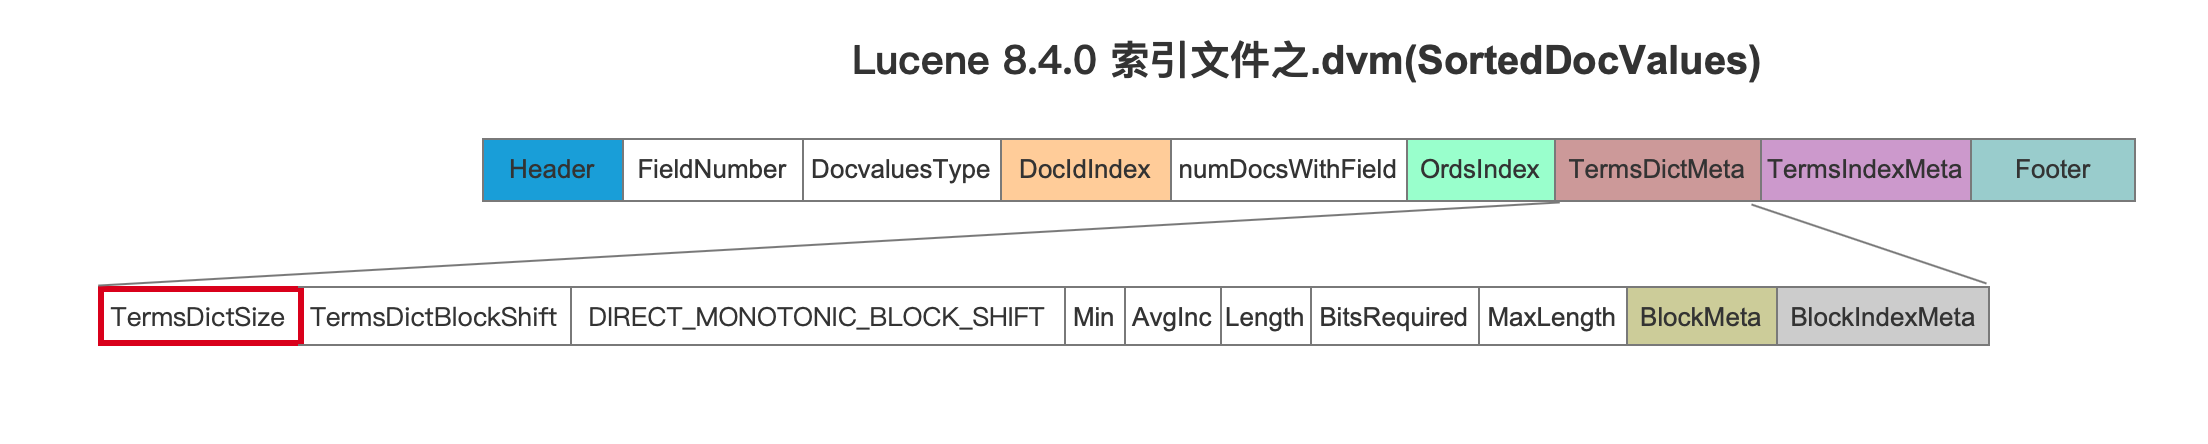 Lucene 8.4.0 索引文件之.dvm(SortedDocValues)
Header FieldNumber DocvaluesType DocIdIndex numDocsWithField OrdsIndex TermsDictMeta TermsIndexMeta Footer
TermsDictSize TermsDictBlockShift DIRECT_MONOTONIC_BLOCK_SHIFT Min AvgInc Length BitsRequired MaxLength BlockMeta BlockIndexMeta